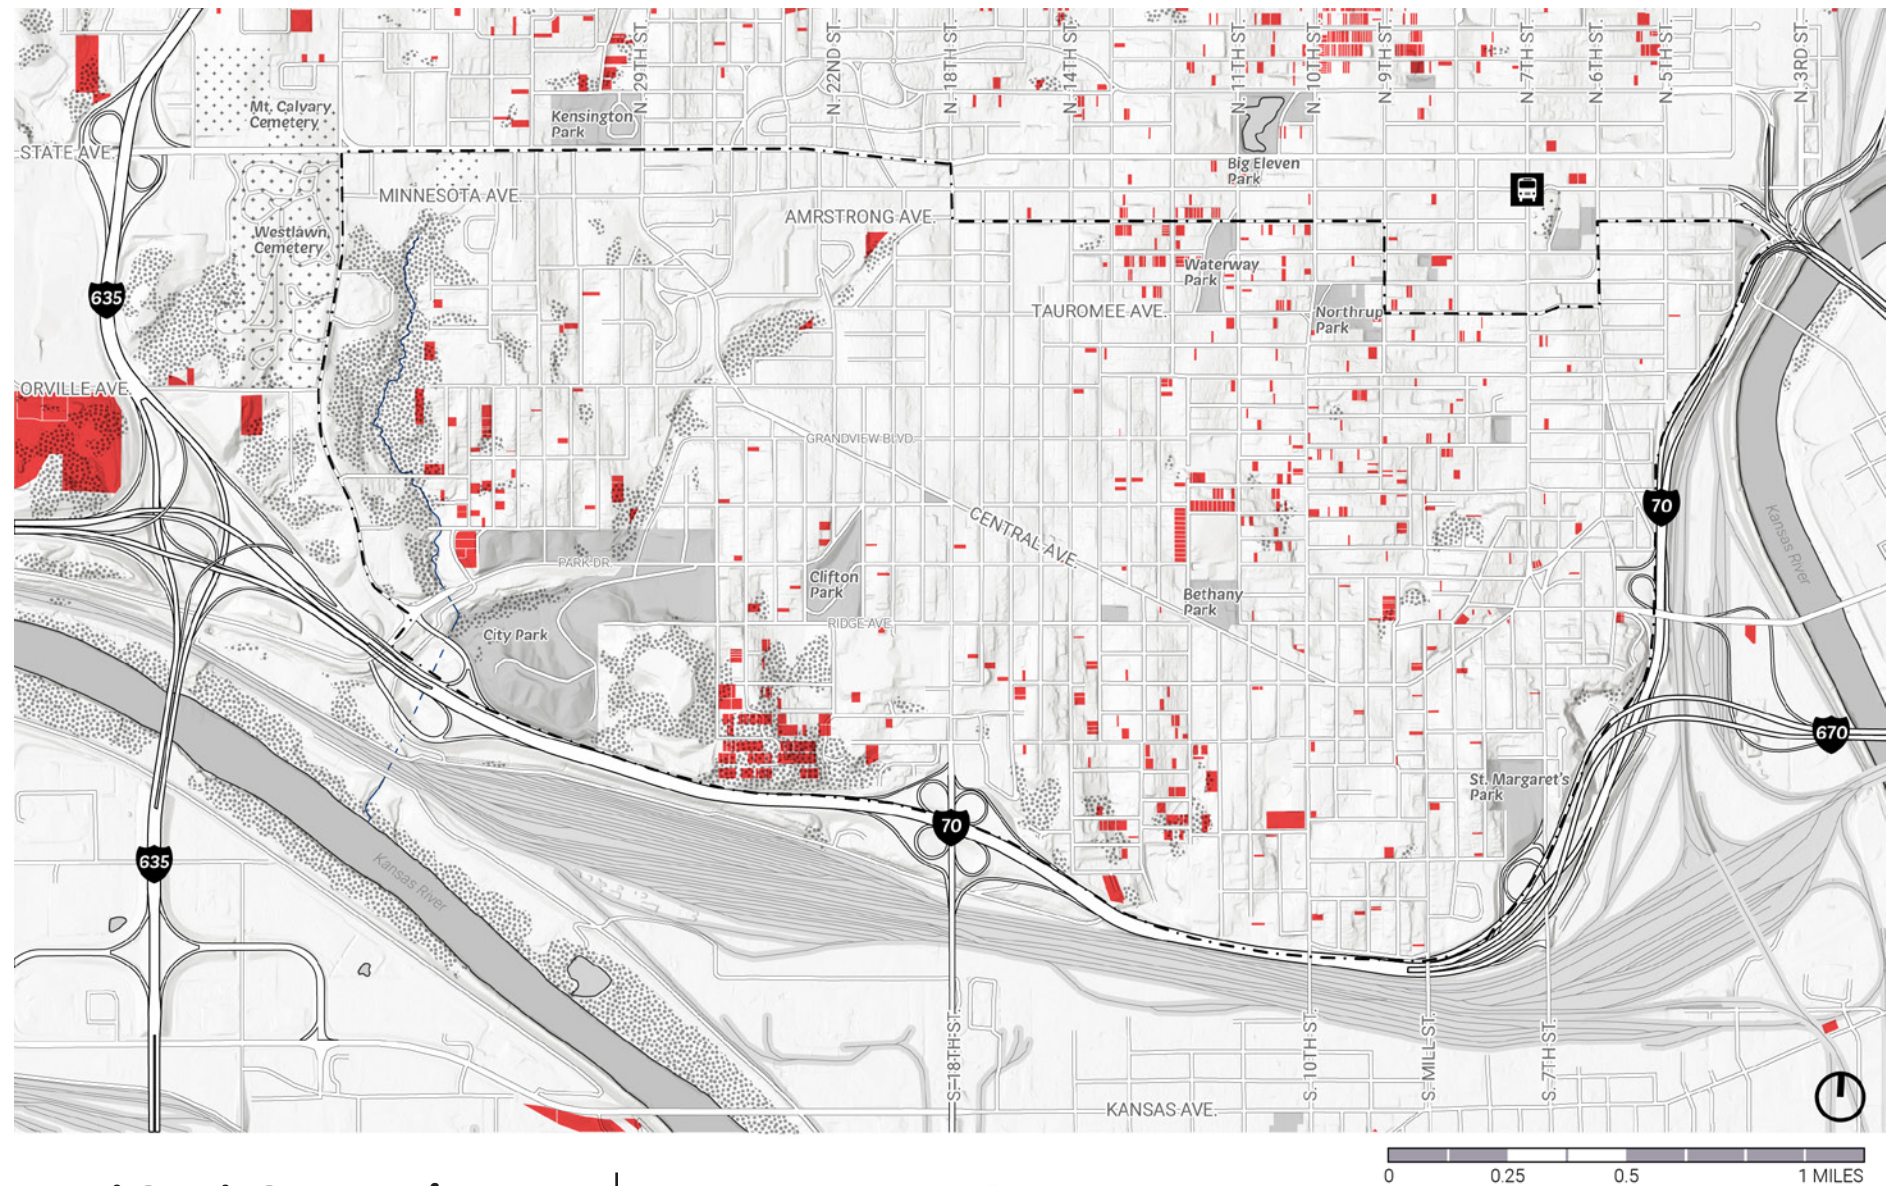 N. 29TH ST.
N. 22ND ST.
N. 18TH ST.
N. 14TH ST.
N. 11TH ST.
N. 10TH ST.
N. 9TH ST.
N. 7TH ST.
N. 6TH ST.
N. 5TH ST.
N. 3RD ST.
Mt. Calvary
Cemetery
Kensington
Park
STATE AVE.
Big Eleven
Park
MINNESOTA AVE.
AMRSTRONG AVE.
Westlawn
Cemetery
Waterway
Park
635
TAUROMEE AVE.
Northrup
Park
ORVILLE AVE.
GRANDVIEW BLVD.
70
CENTRAL AVE.
Kansas River
PARK DR.
Clifton
Park
Bethany
Park
RIDGE AVE.
City Park
670
St. Margaret's
Park
70
635
Kansas River
S. 18TH ST.
S. 10TH ST.
S. MILL ST.
S. 7TH ST.
KANSAS AVE.
0 0.25 0.5 1 MILES